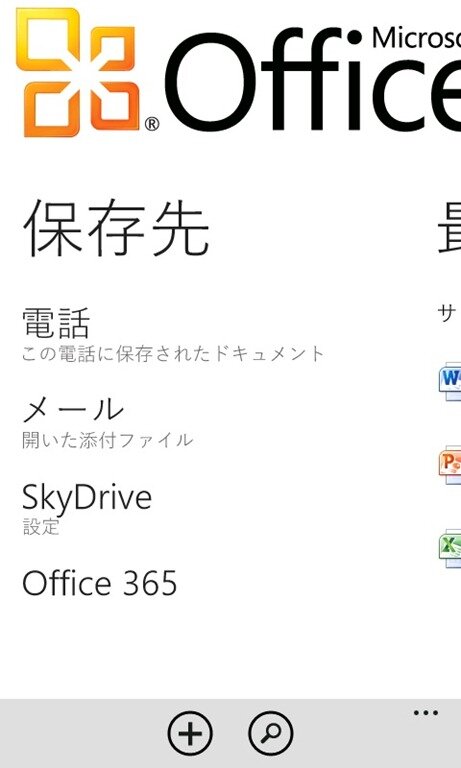 Microso
Office
®
保存先
最
電話
この電話に保存されたドキュメント
サ
メール
開いた添付ファイル
SkyDrive
設定
Office 365